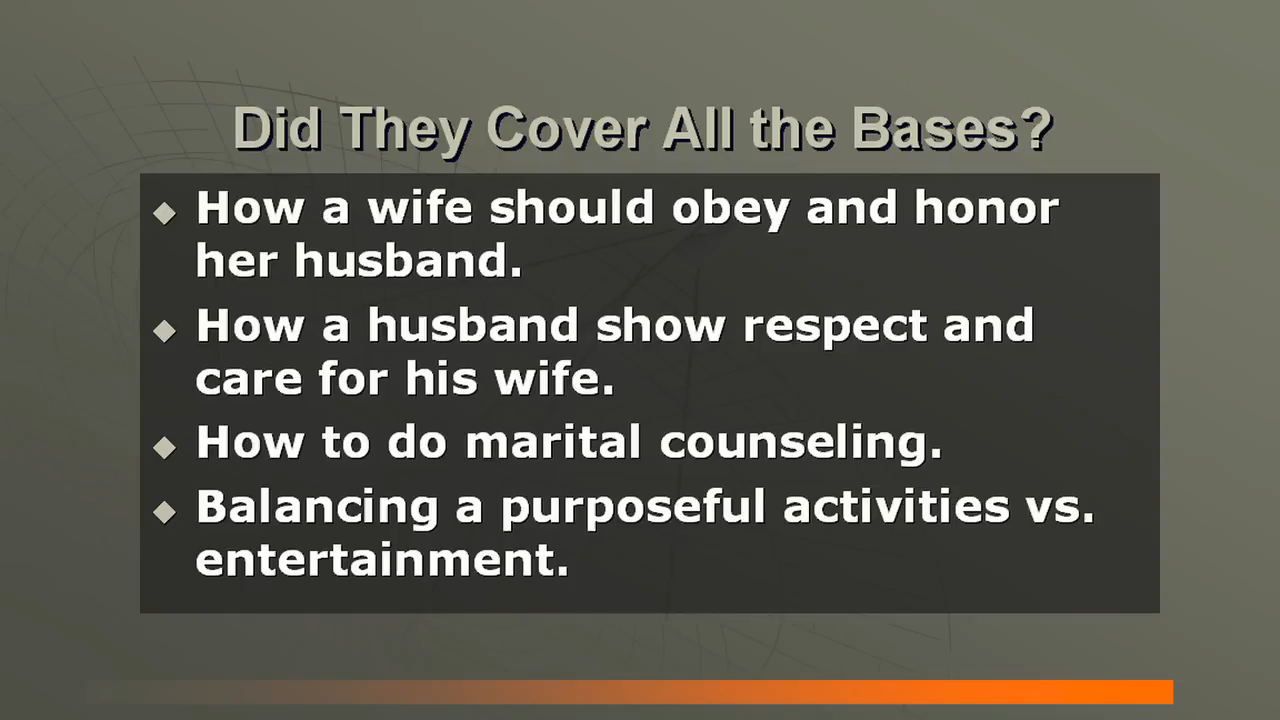 Did They Cover All the Bases?
How a wife should obey and honor
her husband.
How a husband show respect and
care for his wife.
How to do marital counseling.
Balancing a purposeful activities vs.
entertainment.